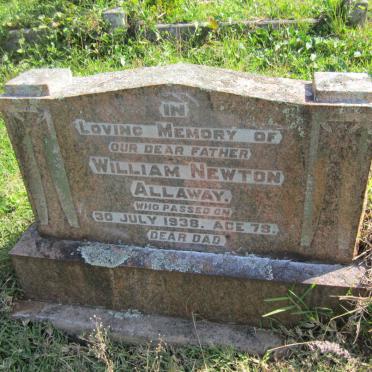 IN
LOVING MEMORY OF
OUR DEAR FATHER
WILLIAM NEWTON
ALLAWAY.
WHO PASSED ON
30 JULY 1938. AGE 79.
DEAR DAD